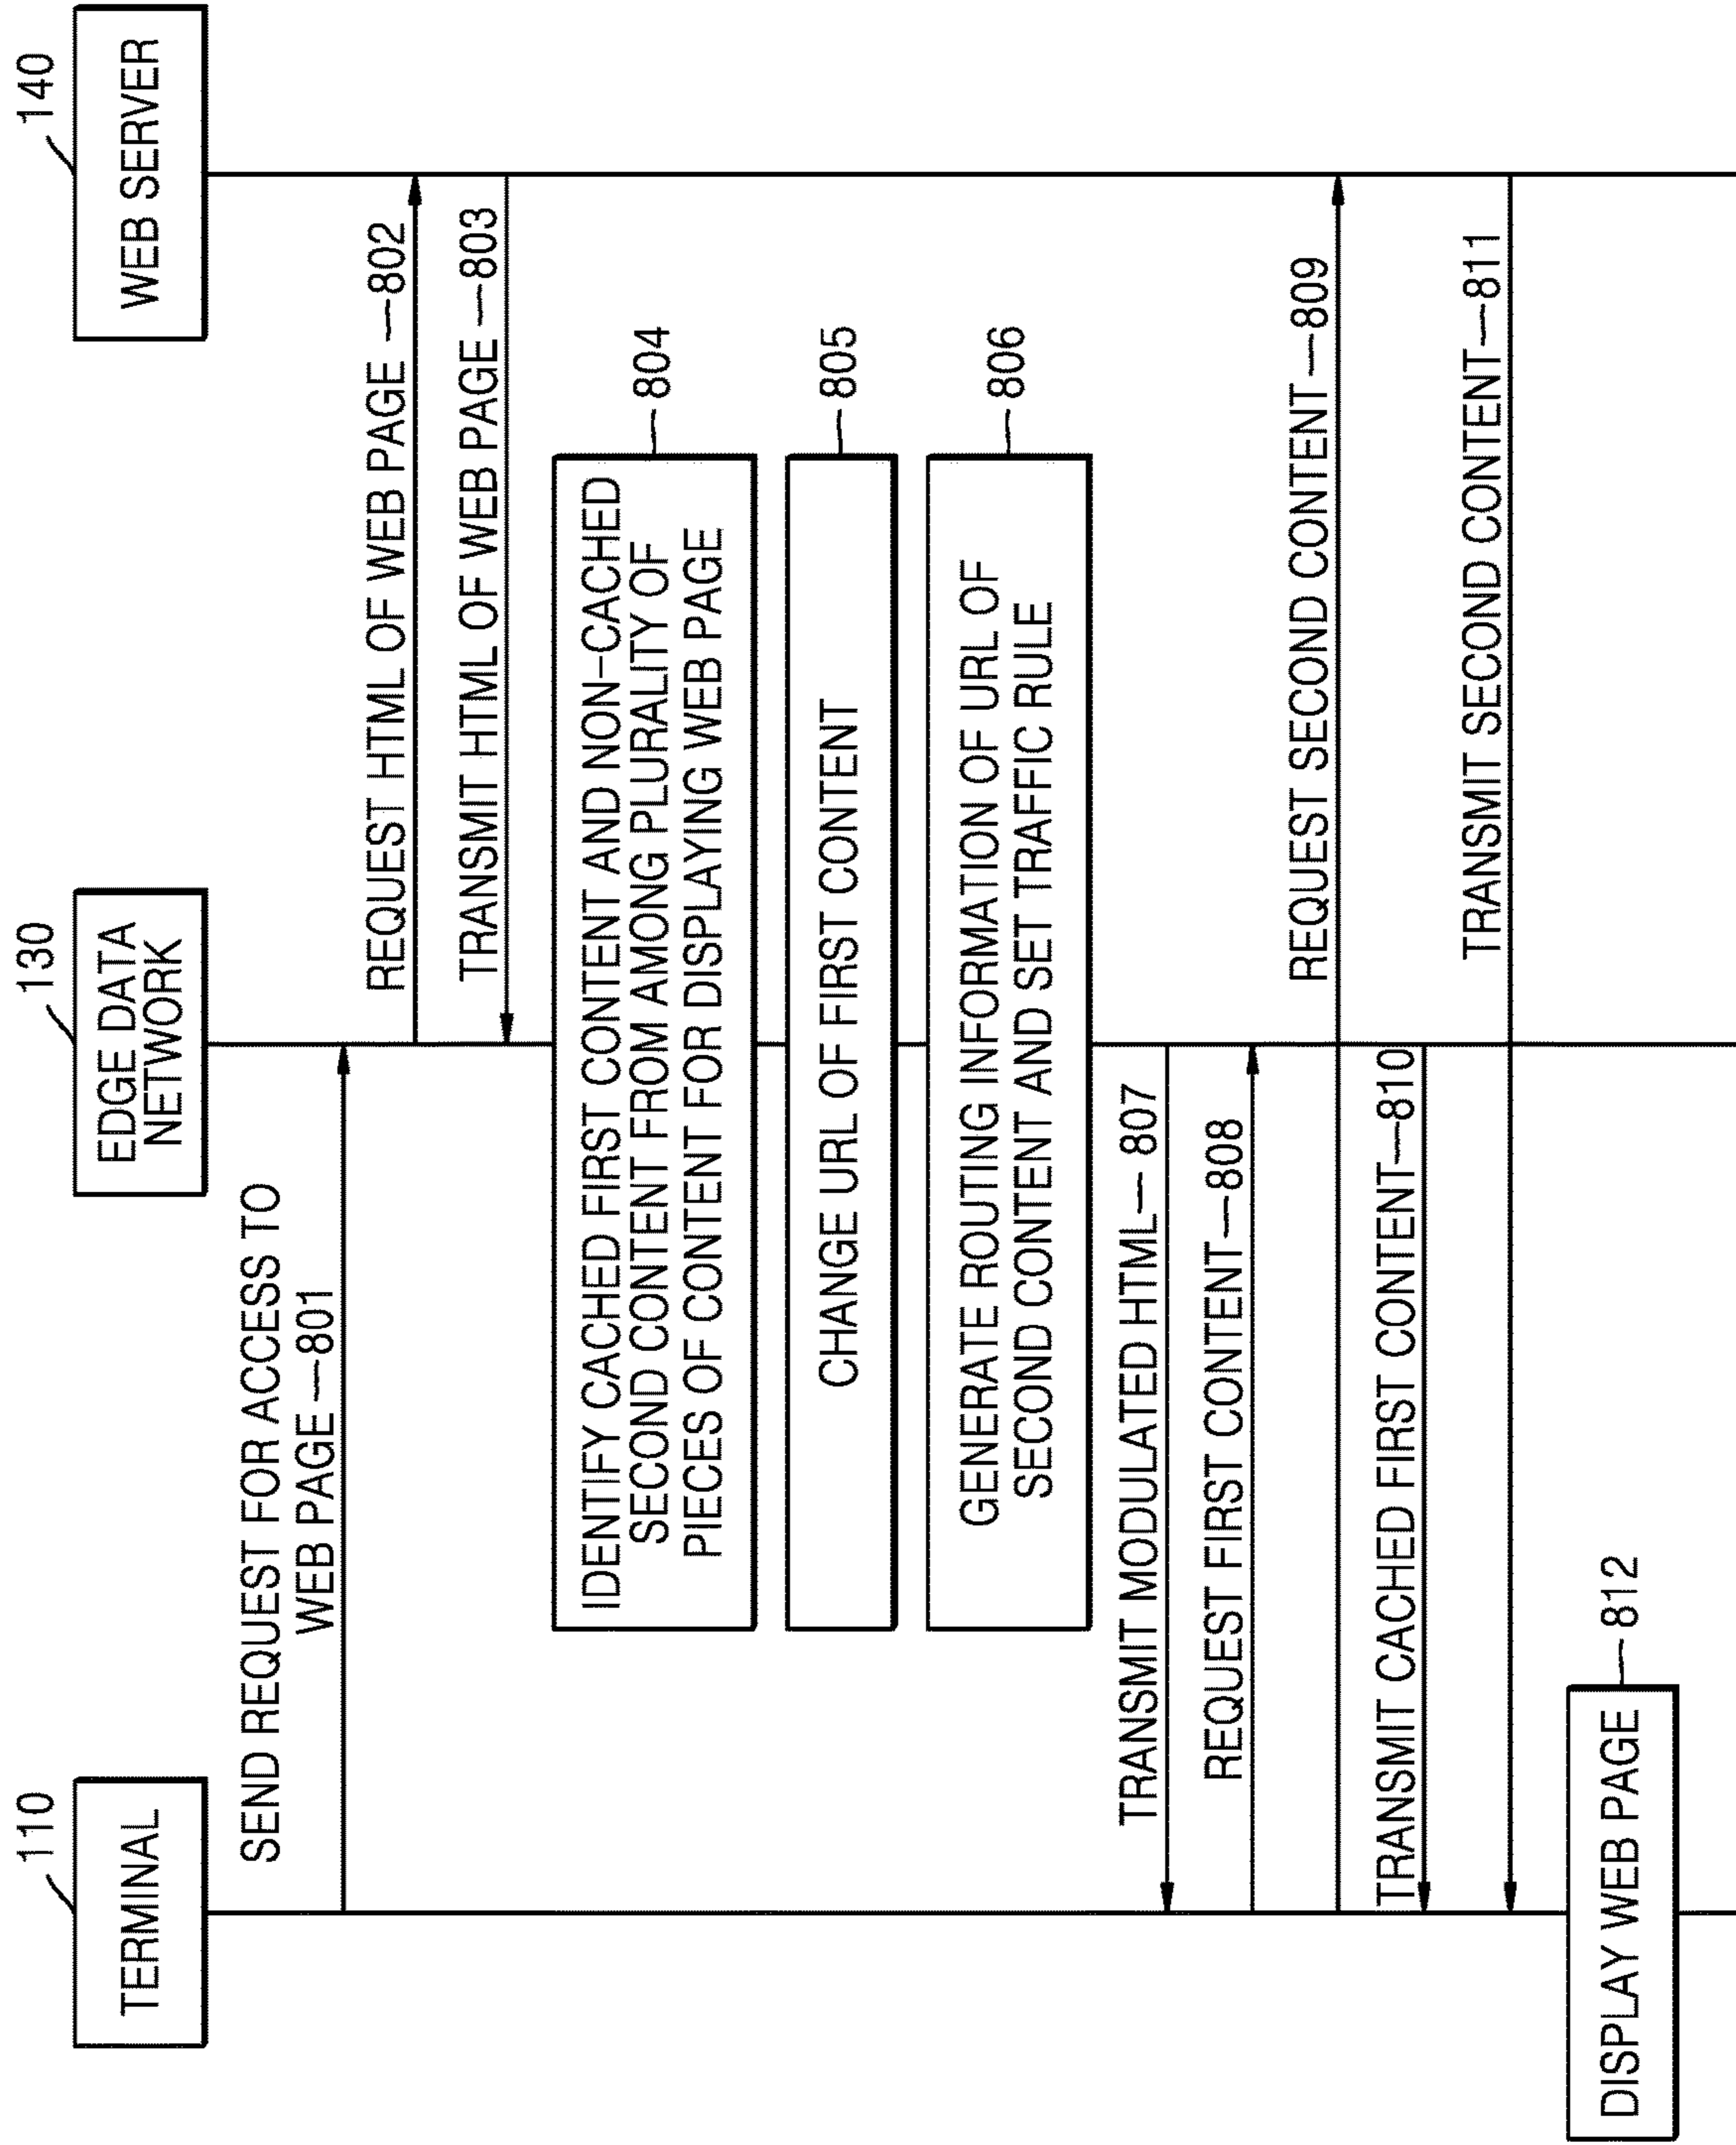 110
TERMINAL
130
EDGE DATA
NETWORK
140
WEB SERVER
SEND REQUEST FOR ACCESS TO
WEB PAGE—801
REQUEST HTML OF WEB PAGE —802
TRANSMIT HTML OF WEB PAGE —803
IDENTIFY CACHED FIRST CONTENT AND NON-CACHED
SECOND CONTENT FROM AMONG PLURALITY OF
PIECES OF CONTENT FOR DISPLAYING WEB PAGE
804
CHANGE URL OF FIRST CONTENT
805
GENERATE ROUTING INFORMATION OF URL OF
SECOND CONTENT AND SET TRAFFIC RULE
806
TRANSMIT MODULATED HTML—807
REQUEST FIRST CONTENT—808
REQUEST SECOND CONTENT—809
TRANSMIT CACHED FIRST CONTENT—810
TRANSMIT SECOND CONTENT—811
DISPLAY WEB PAGE
812